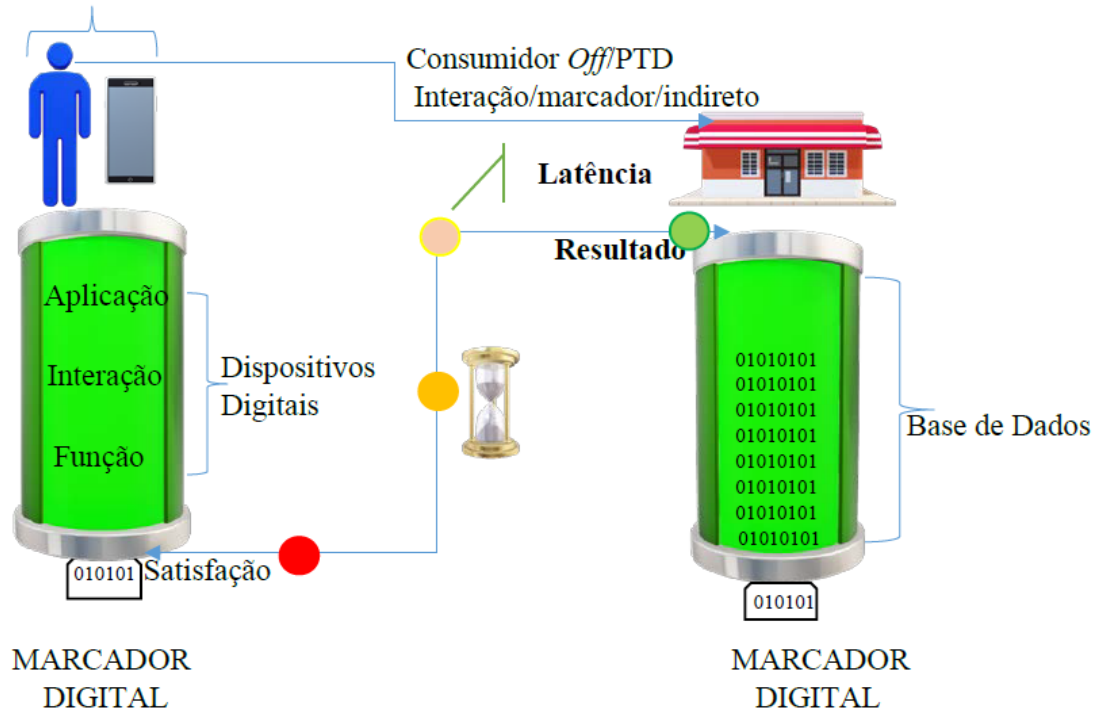 Consumidor Off/PTD
Interação/marcador/indireto
Latência
Resultado
Aplicação
Interação
Função
Dispositivos
Digitais
Satisfação
010101
MARCADOR
DIGITAL
01010101
01010101
01010101
01010101
01010101
01010101
01010101
01010101
Base de Dados
010101
MARCADOR
DIGITAL